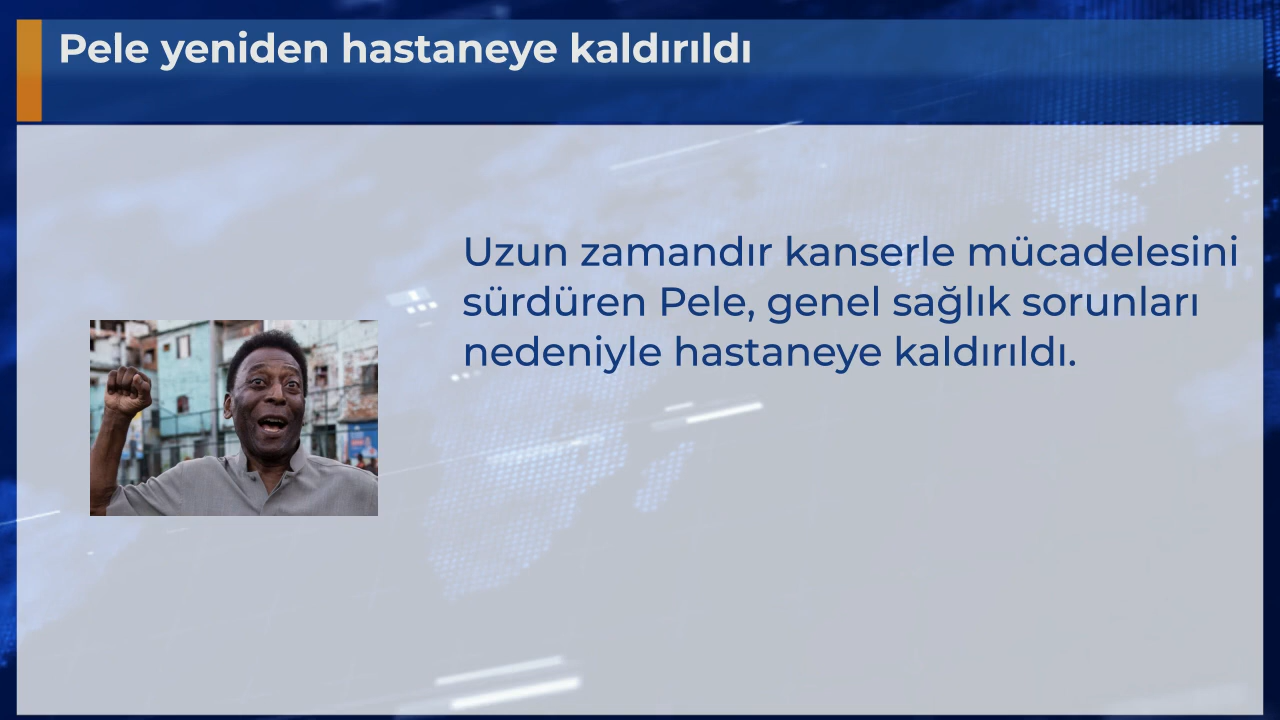 Pele yeniden hastaneye kaldırıldı
Uzun zamandır kanserle mücadelesini
sürdüren Pele, genel sağlık sorunları
nedeniyle hastaneye kaldırıldı.